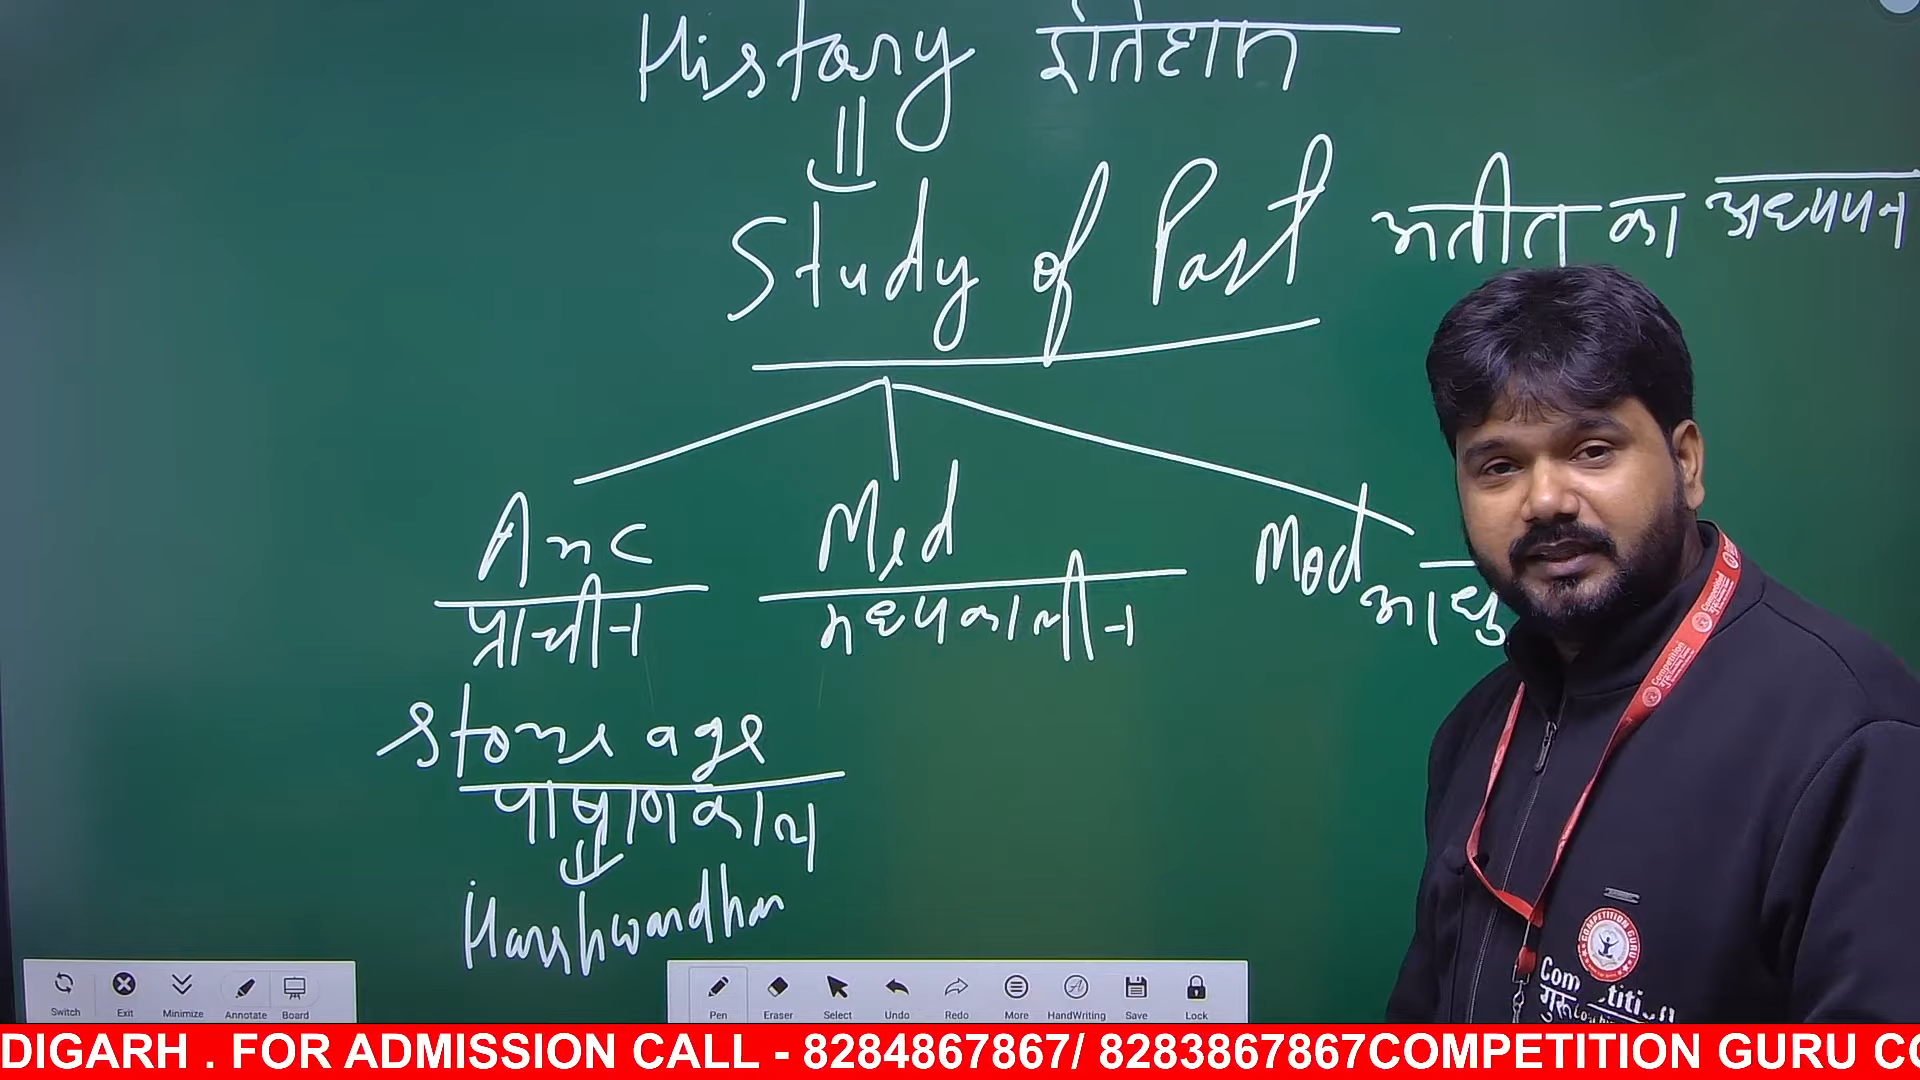 History इतिहास
Study of Past अतीत का अध्ययन
Anc Med Mod
प्राचीन मध्यकालीन आधु
Stone age
पाषाणकाल
Harshwardhan
Switch Exit Minimize Annotate Board Pen Eraser Select Undo Redo More HandWriting Save Lock
COMPETITION GURU
गुरू
DIGARH . FOR ADMISSION CALL - 8284867867/ 8283867867COMPETITION GURU CO